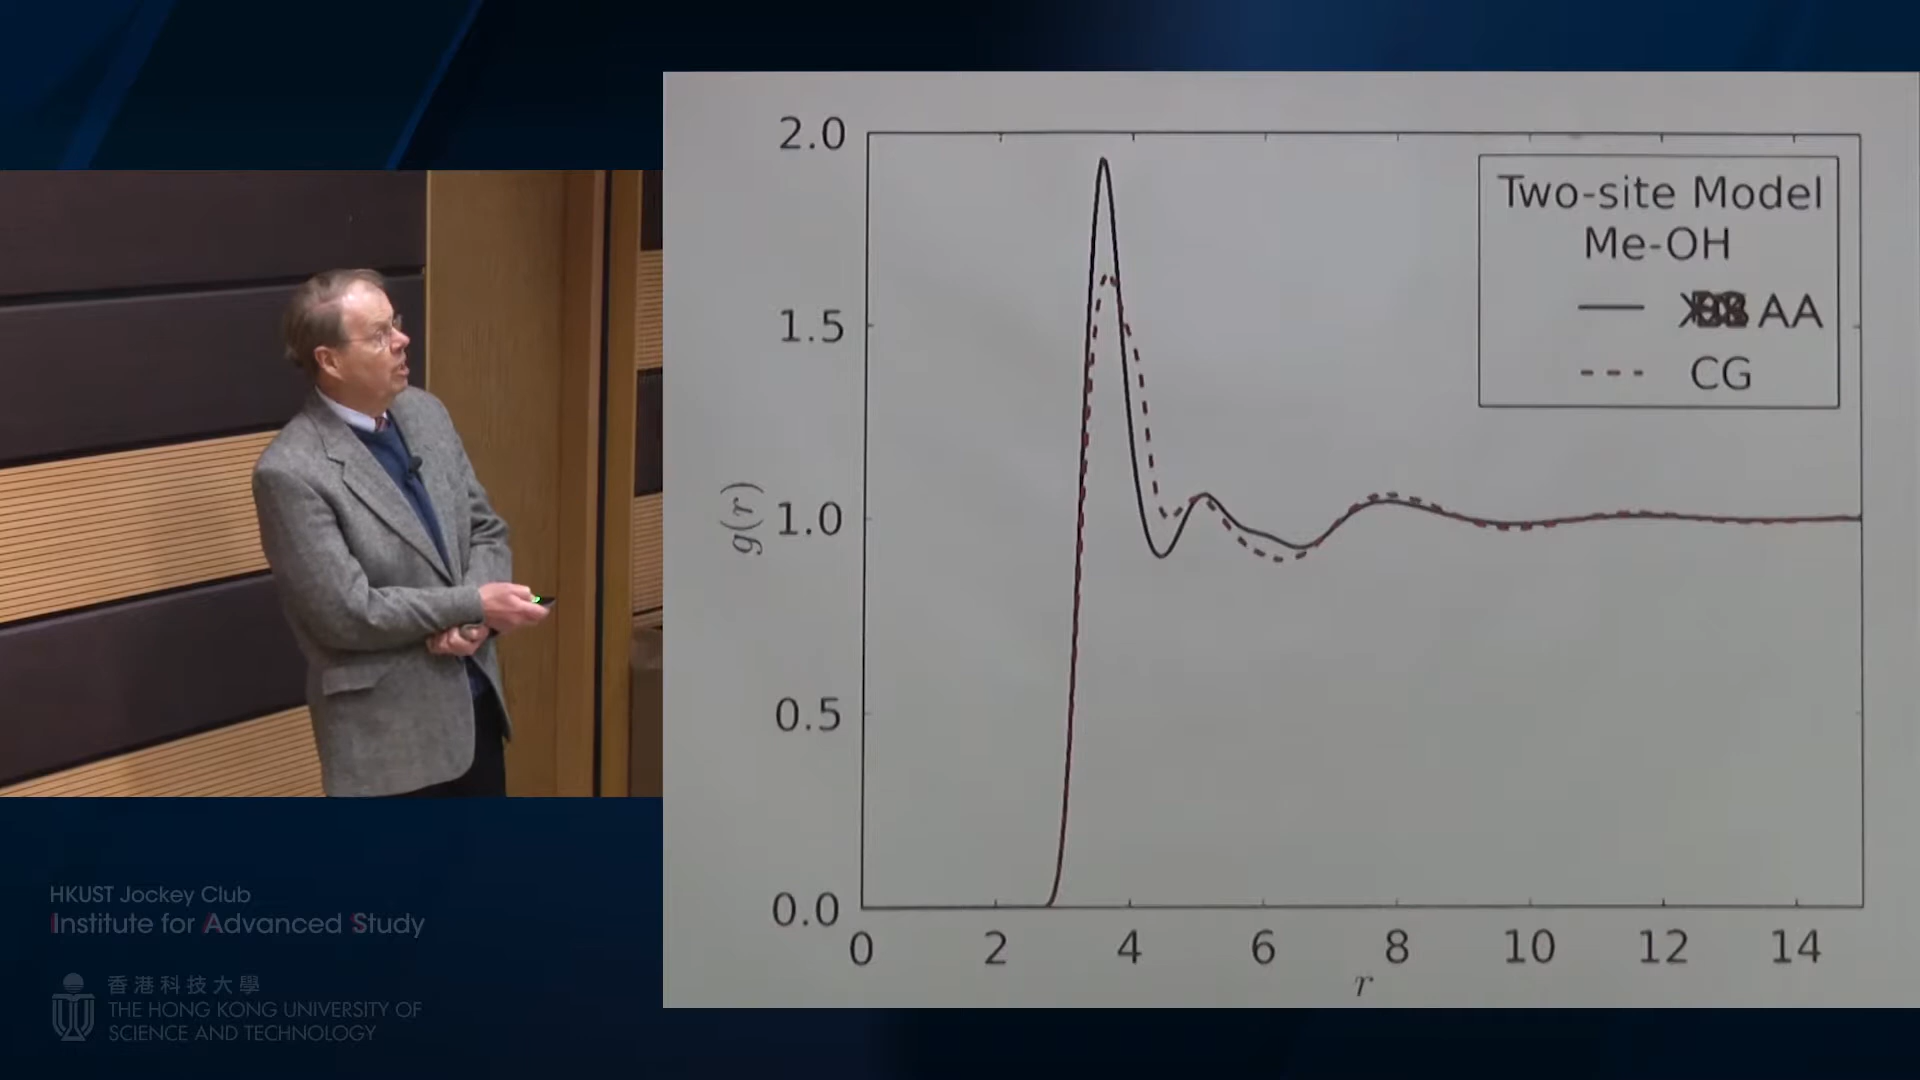 2.0
1.5
1.0
0.5
0.0
g(r)
0
2
4
6
8
10
12
14
r
Two-site Model
Me-OH
AA
CG
HKUST Jockey Club
Institute for Advanced Study
香港科技大學
THE HONG KONG UNIVERSITY OF
SCIENCE AND TECHNOLOGY